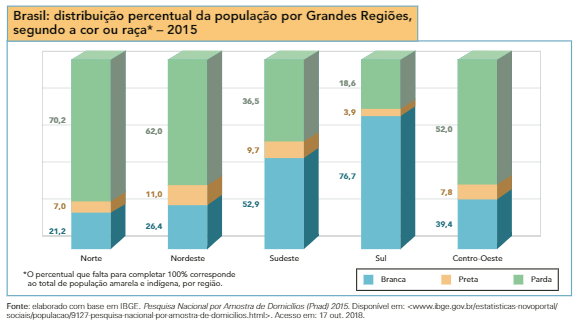 Brasil: distribuição percentual da população por Grandes Regiões,
segundo a cor ou raça* – 2015
70,2
7,0
21,2
62,0
11,0
26,4
36,5
9,7
52,9
18,6
3,9
76,7
52,0
7,8
39,4
Norte Nordeste Sudeste Sul Centro-Oeste
*O percentual que falta para completar 100% corresponde
ao total de população amarela e indígena, por região.
Branca Preta Parda
Fonte: elaborado com base em IBGE. Pesquisa Nacional por Amostra de Domicílios (Pnad) 2015. Disponível em: <www.ibge.gov.br/estatisticas-novoportal/
sociais/populacao/9127-pesquisa-nacional-por-amostra-de-domicilios.html>. Acesso em: 17 out. 2018.